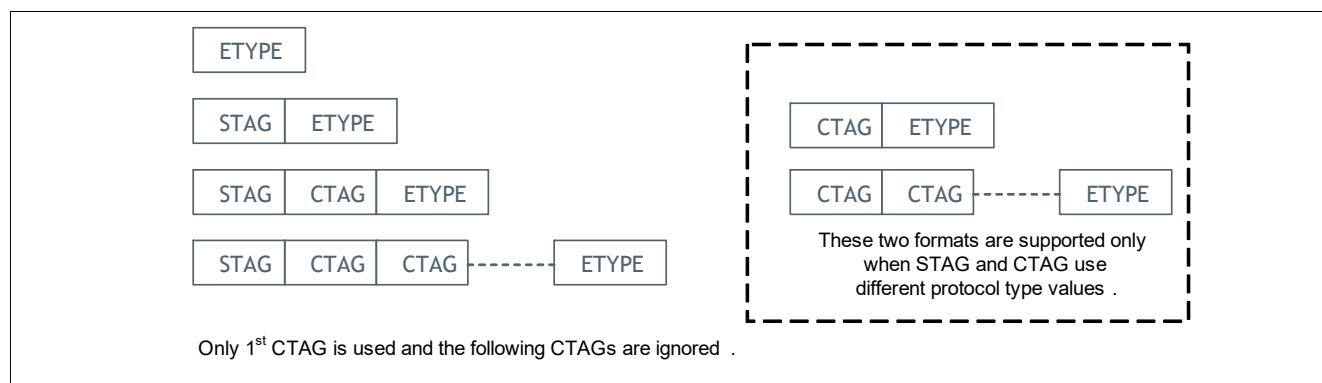 ETYPE
STAG ETYPE
STAG CTAG ETYPE
STAG CTAG CTAG ETYPE
CTAG ETYPE
CTAG CTAG ETYPE
These two formats are supported only
when STAG and CTAG use
different protocol type values .
Only 1st CTAG is used and the following CTAGs are ignored .